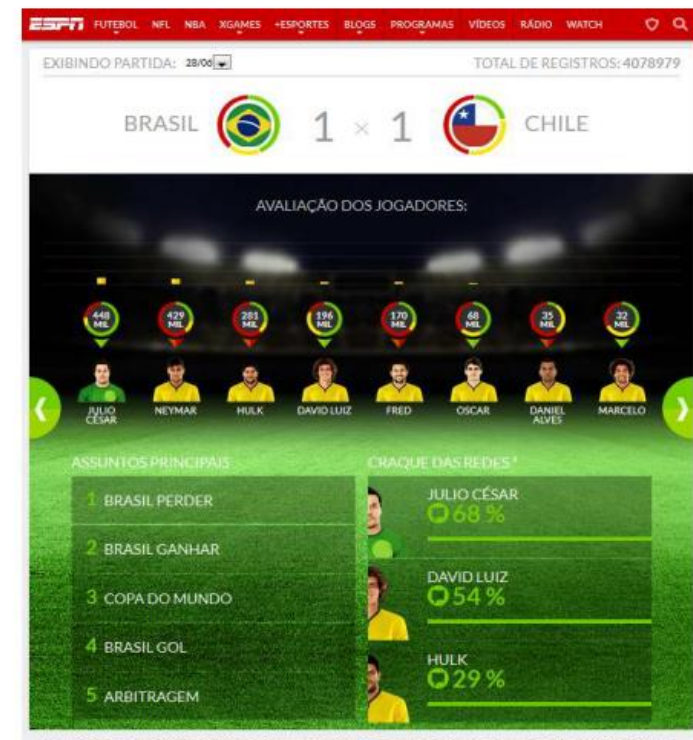 ESPN FUTEBOL NFL NBA XGAMES +ESPORTES BLOGS PROGRAMAS VÍDEOS RÁDIO WATCH
EXIBINDO PARTIDA: 28/06 TOTAL DE REGISTROS: 4078979
BRASIL 1 × 1 CHILE
AVALIAÇÃO DOS JOGADORES:
448 MIL
429 MIL
281 MIL
196 MIL
170 MIL
68 MIL
35 MIL
32 MIL
JULIO CÉSAR
NEYMAR
HULK
DAVID LUIZ
FRED
OSCAR
DANIEL ALVES
MARCELO
ASSUNTOS PRINCIPAIS
1 BRASIL PERDER
2 BRASIL GANHAR
3 COPA DO MUNDO
4 BRASIL GOL
5 ARBITRAGEM
CRAQUE DAS REDES *
JULIO CÉSAR
68 %
DAVID LUIZ
54 %
HULK
29 %